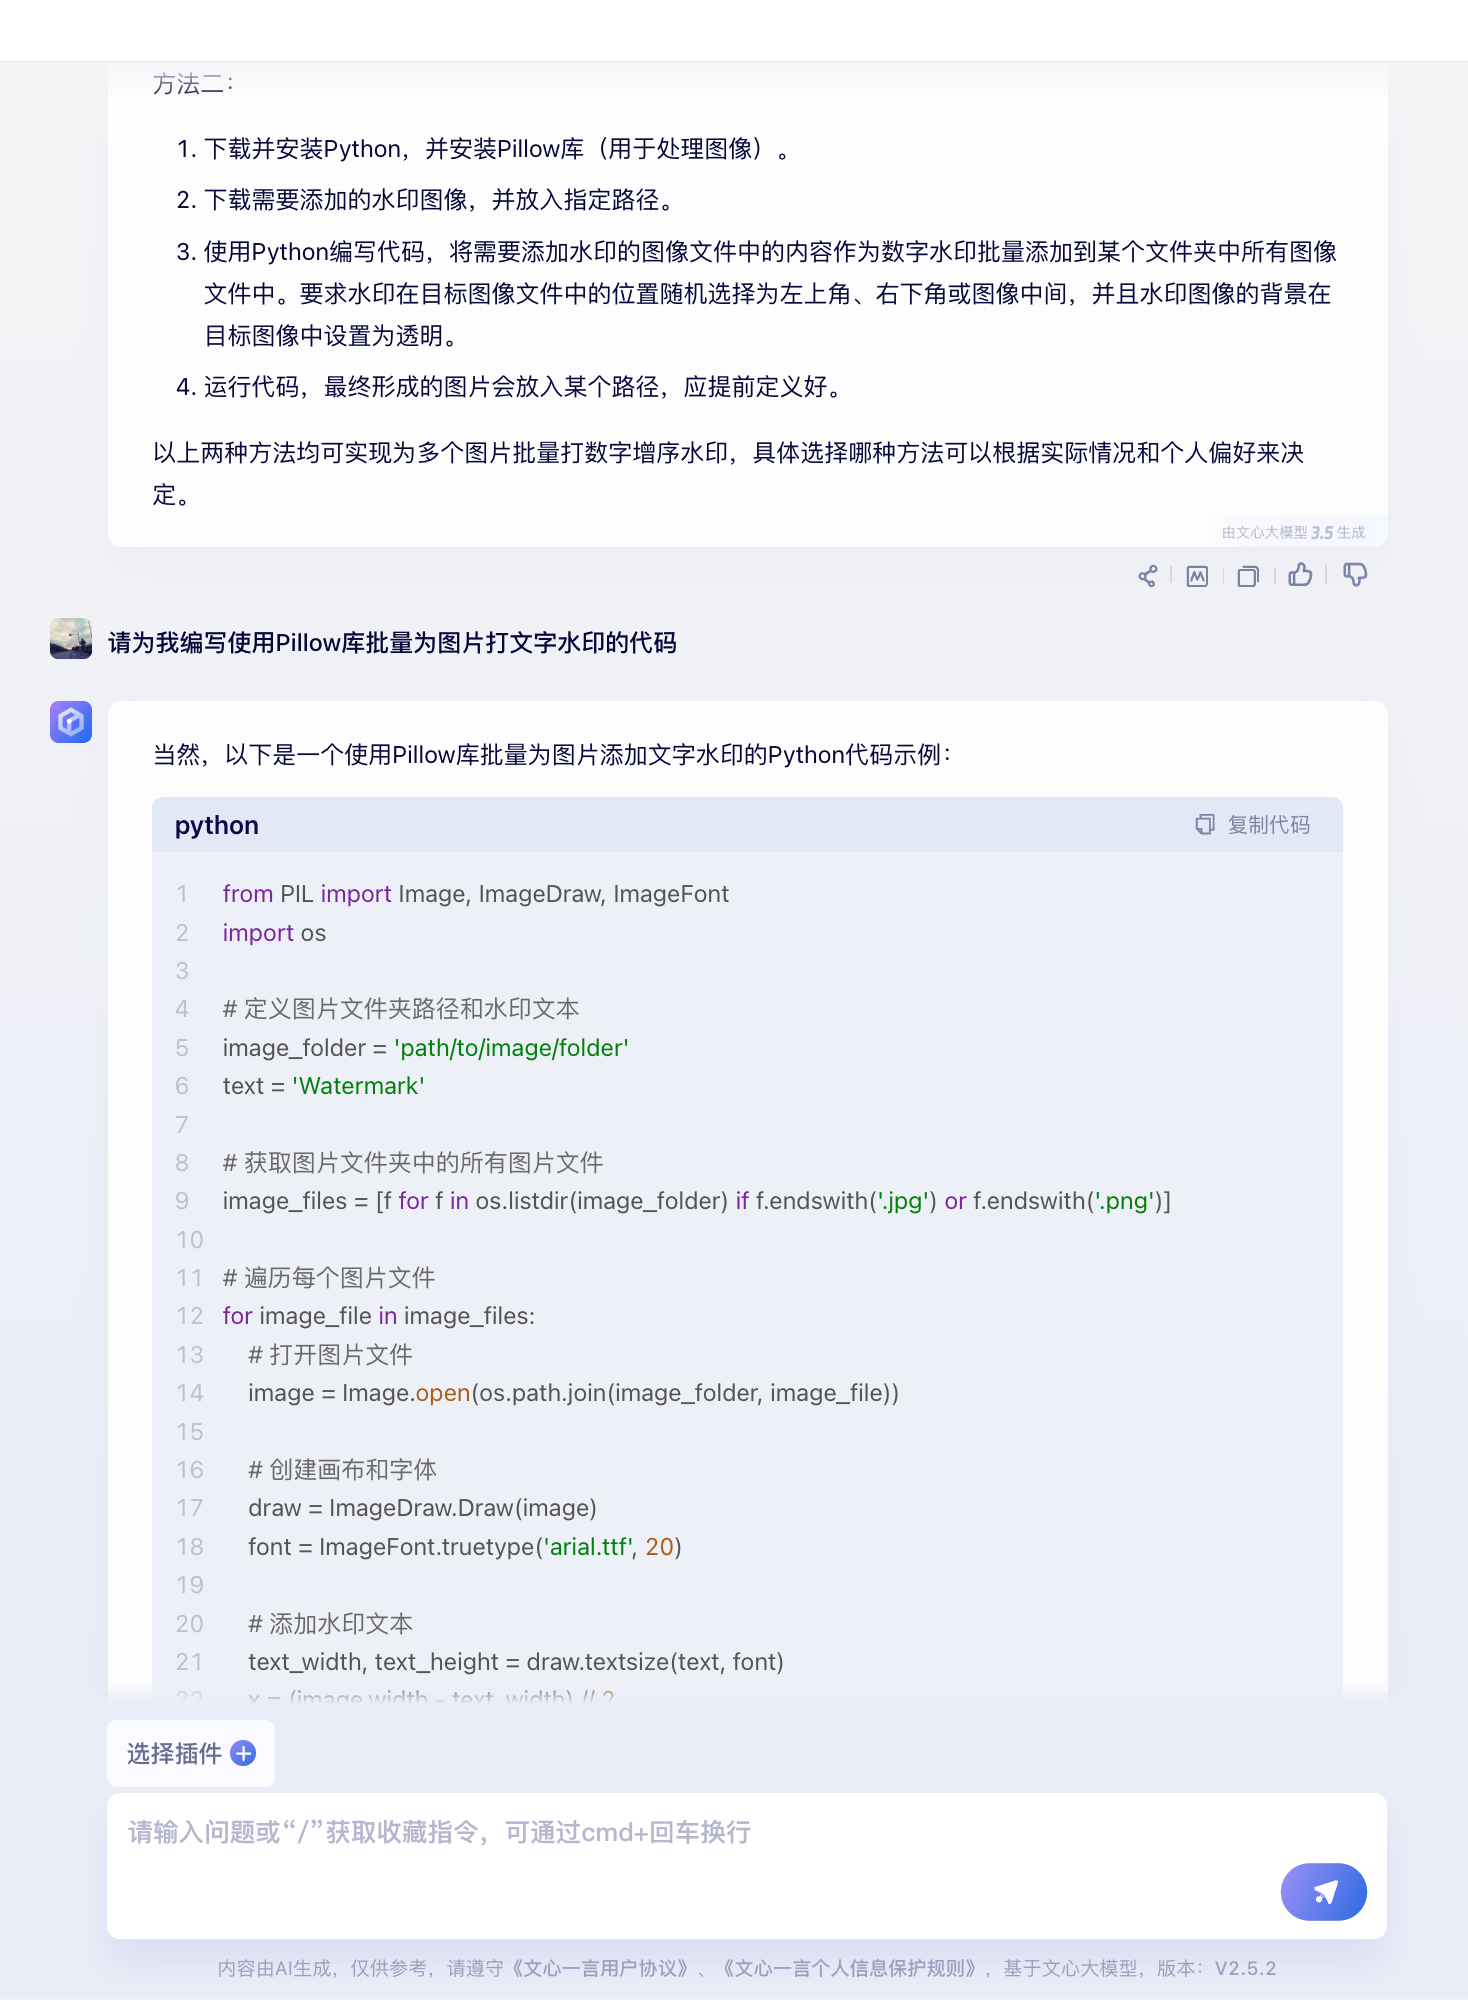 方法二：
1. 下载并安装Python，并安装Pillow库（用于处理图像）。
2. 下载需要添加的水印图像，并放入指定路径。
3. 使用Python编写代码，将需要添加水印的图像文件中的内容作为数字水印批量添加到某个文件夹中所有图像
文件中。要求水印在目标图像文件中的位置随机选择为左上角、右下角或图像中间，并且水印图像的背景在
目标图像中设置为透明。
4. 运行代码，最终形成的图片会放入某个路径，应提前定义好。
以上两种方法均可实现为多个图片批量打数字增序水印，具体选择哪种方法可以根据实际情况和个人偏好来决
定。
由文心大模型 3.5 生成
请为我编写使用Pillow库批量为图片打文字水印的代码
当然，以下是一个使用Pillow库批量为图片添加文字水印的Python代码示例：
python 复制代码
1 from PIL import Image, ImageDraw, ImageFont
2 import os
3
4 # 定义图片文件夹路径和水印文本
5 image_folder = 'path/to/image/folder'
6 text = 'Watermark'
7
8 # 获取图片文件夹中的所有图片文件
9 image_files = [f for f in os.listdir(image_folder) if f.endswith('.jpg') or f.endswith('.png')]
10
11 # 遍历每个图片文件
12 for image_file in image_files:
13 # 打开图片文件
14 image = Image.open(os.path.join(image_folder, image_file))
15
16 # 创建画布和字体
17 draw = ImageDraw.Draw(image)
18 font = ImageFont.truetype('arial.ttf', 20)
19
20 # 添加水印文本
21 text_width, text_height = draw.textsize(text, font)
22 x = (image.width - text_width) // 2
选择插件
请输入问题或“/”获取收藏指令，可通过cmd+回车换行
内容由AI生成，仅供参考，请遵守《文心一言用户协议》、《文心一言个人信息保护规则》，基于文心大模型，版本：V2.5.2